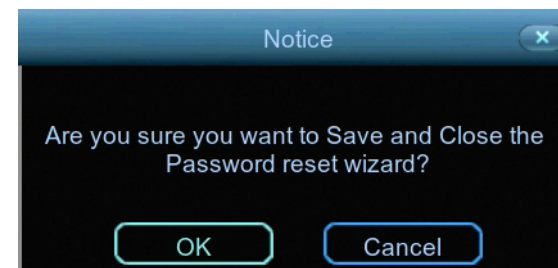 Notice
Are you sure you want to Save and Close the
Password reset wizard?
OK Cancel